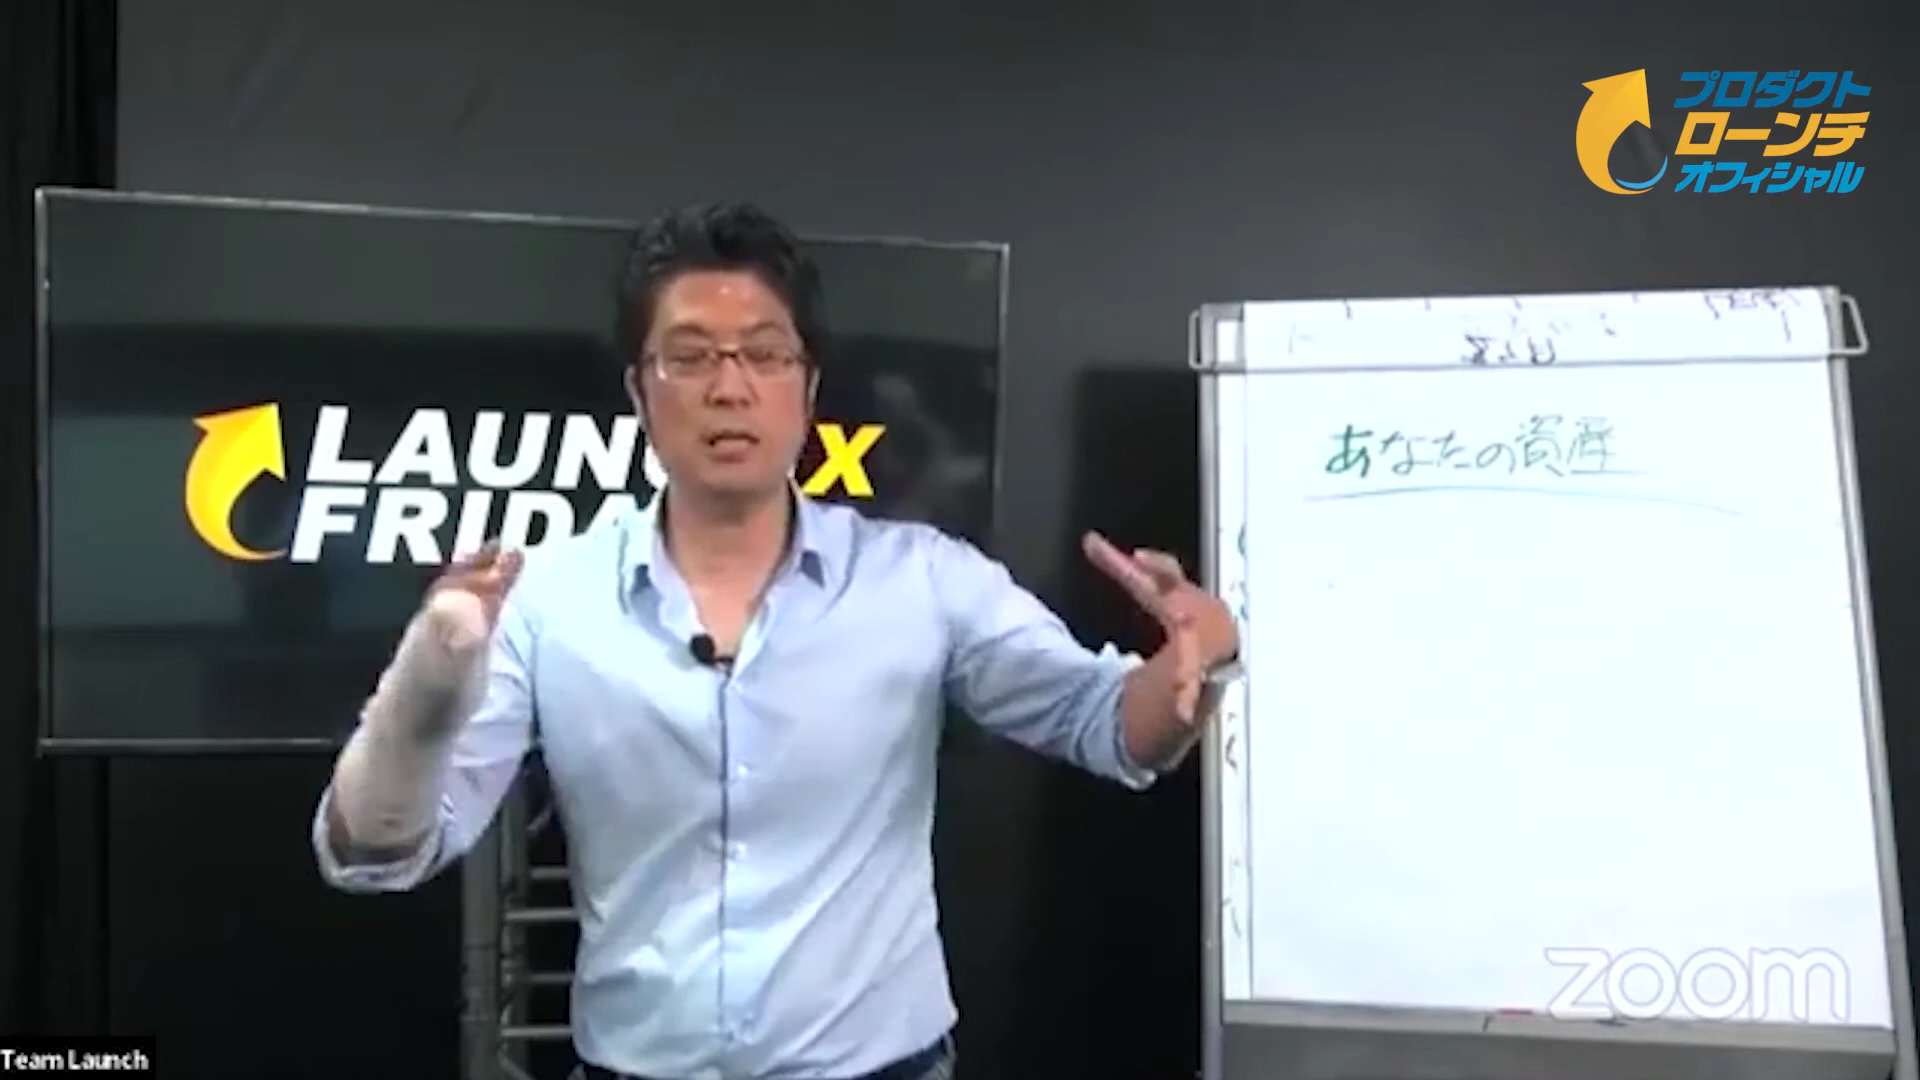 プロダクト
ローンチ
オフィシャル
LAUN X
FRIDA
あなたの資産
zoom
Team Launch